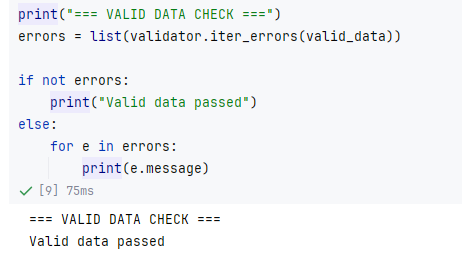 print("=== VALID DATA CHECK ===")
errors = list(validator.iter_errors(valid_data))

if not errors:
    print("Valid data passed")
else:
    for e in errors:
        print(e.message)
[9] 75ms
=== VALID DATA CHECK ===
Valid data passed